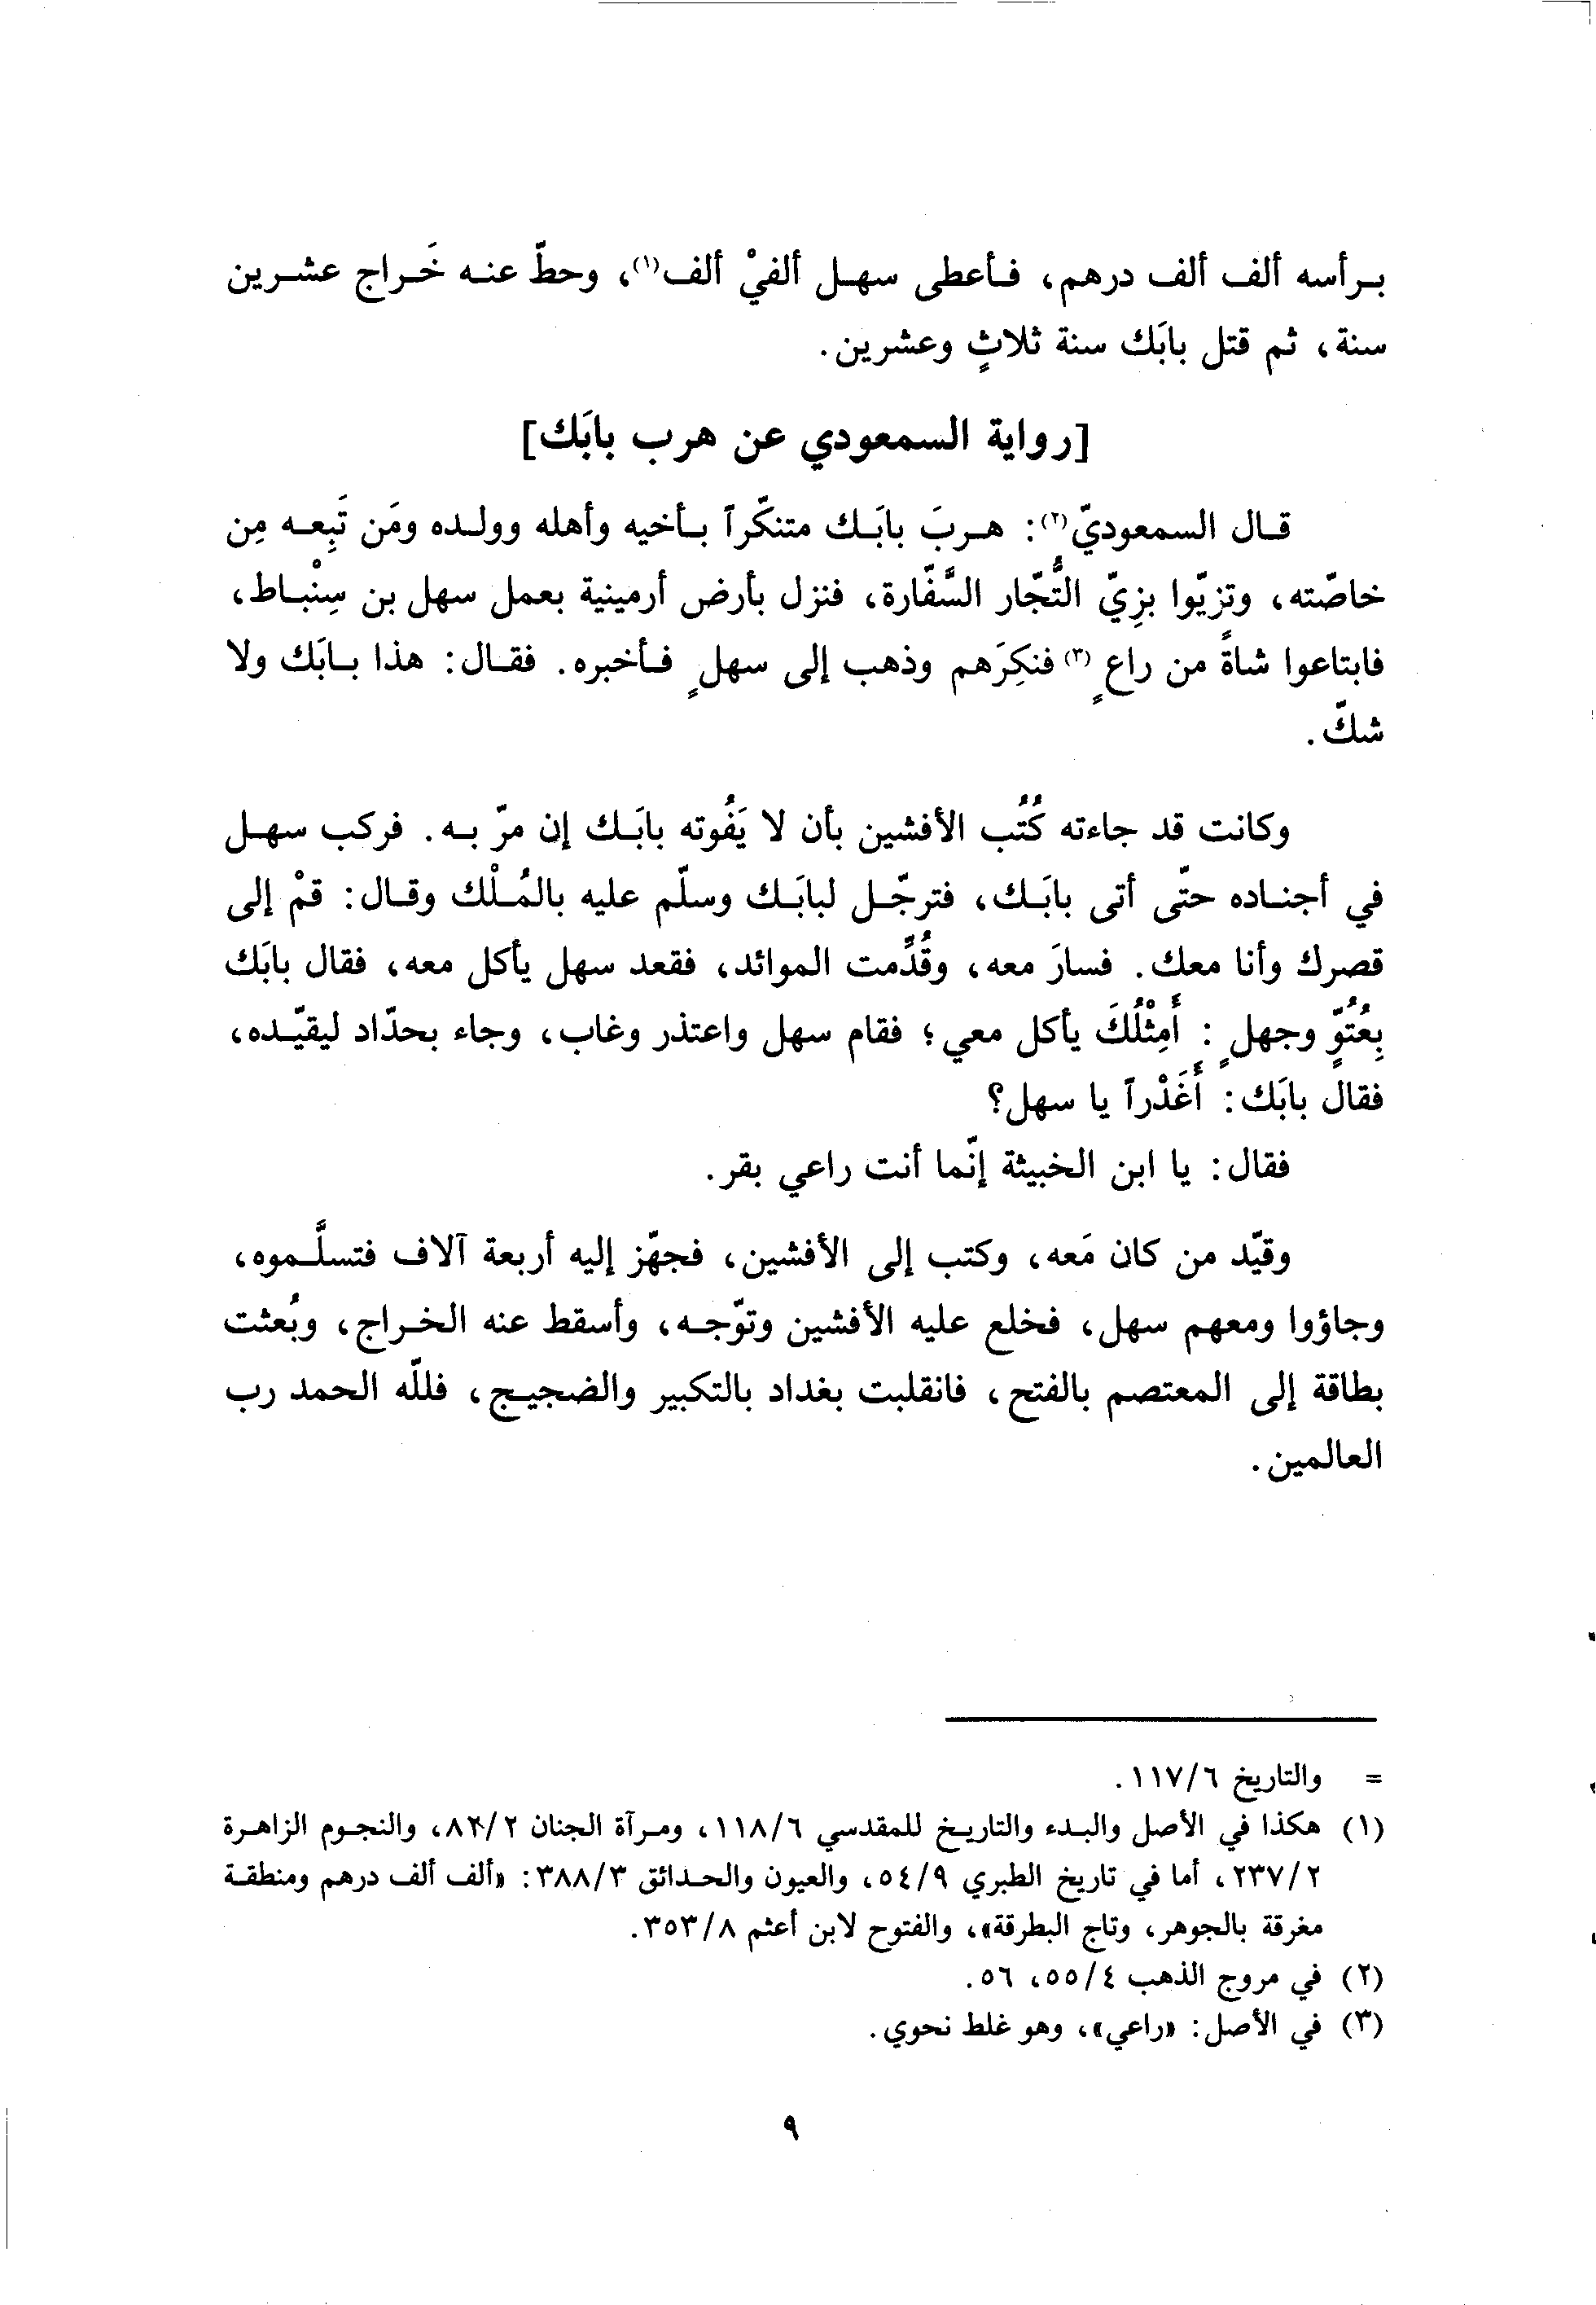 برأسه ألف ألف درهم، فأعطى سهل ألفيْ ألف(١)، وحطّ عنه خَراج عشرين
سنة، ثم قتل بابَك سنة ثلاثٍ وعشرين.
[رواية السمعودي عن هرب بابَك]
قال السمعوديّ(٢): هربَ بابَك متنكّراً بأخيه وأهله وولده ومَن تَبِعه مِن
خاصّته، وتزيّوا بزِيّ التُّجّار السَّفّارة، فنزل بأرض أرمينية بعمل سهل بن سِنْباط،
فابتاعوا شاةً من راعٍ(٣) فنكِرَهم وذهب إلى سهلٍ فأخبره. فقال: هذا بابَك ولا
شكّ.
وكانت قد جاءته كُتُب الأفشين بأن لا يَفُوته بابَك إن مرّ به. فركب سهل
في أجناده حتّى أتى بابَك، فترجّل لبابَك وسلّم عليه بالمُلْك وقال: قمْ إلى
قصرك وأنا معك. فسارَ معه، وقُدِّمت الموائد، فقعد سهل يأكل معه، فقال بابَك
بِعُتُوٍّ وجهلٍ: أَمِثْلُكَ يأكل معي؛ فقام سهل واعتذر وغاب، وجاء بحدّاد ليقيّده،
فقال بابَك: أَغَدْراً يا سهل؟
فقال: يا ابن الخبيثة إنّما أنت راعي بقر.
وقيّد من كان مَعه، وكتب إلى الأفشين، فجهّز إليه أربعة آلاف فتسلَّموه،
وجاؤوا ومعهم سهل، فخلع عليه الأفشين وتوّجه، وأسقط عنه الخراج، وبُعثت
بطاقة إلى المعتصم بالفتح، فانقلبت بغداد بالتكبير والضجيج، فللّه الحمد رب
العالمين.
= والتاريخ ١١٧/٦.
(١) هكذا في الأصل والبدء والتاريخ للمقدسي ١١٨/٦، ومرآة الجنان ٨٢/٢، والنجوم الزاهرة
٢٣٧/٢، أما في تاريخ الطبري ٥٤/٩، والعيون والحدائق ٣٨٨/٣: «ألف ألف درهم ومنطقة
مغرقة بالجوهر، وتاج البطرقة»، والفتوح لابن أعثم ٣٥٣/٨.
(٢) في مروج الذهب ٥٥/٤، ٥٦.
(٣) في الأصل: «راعي»، وهو غلط نحوي.
٩